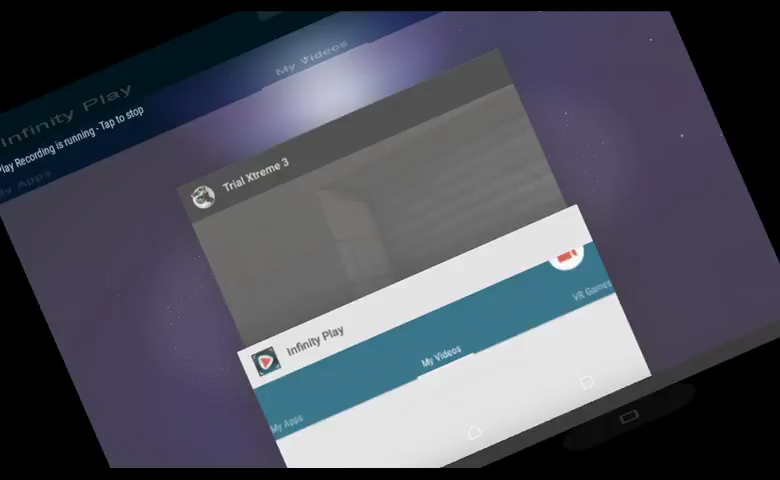 Infinity Play
My Videos
Play Recording is running - Tap to stop
My Apps
Trial Xtreme 3
Infinity Play
My Apps
My Videos
VR Games